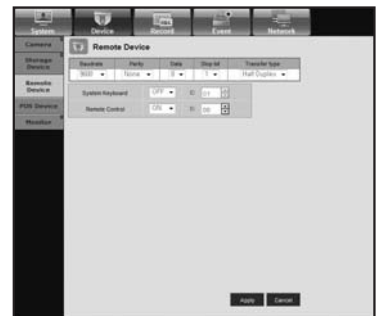 System Device Record Event Network
Camera
Storage
Device
Remote
Device
POS Device
Monitor
Remote Device
Baudrate Parity Data Stop bit Transfer type
9600 None 8 1 Half Duplex
System Keyboard OFF ID 01
Remote Control ON ID 00
Apply Cancel